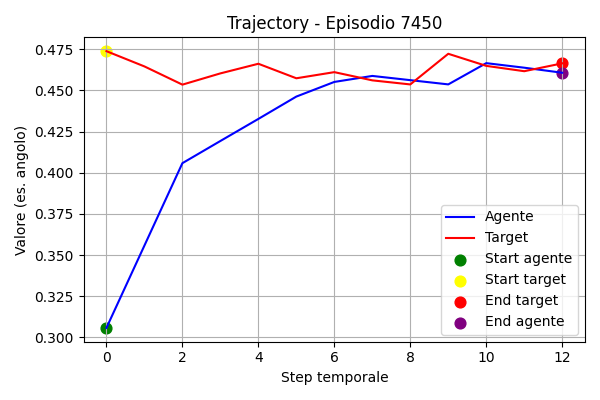 Trajectory - Episodio 7450
Valore (es. angolo)
0.475
0.450
0.425
0.400
0.375
0.350
0.325
0.300
0 2 4 6 8 10 12
Step temporale
Agente
Target
Start agente
Start target
End target
End agente